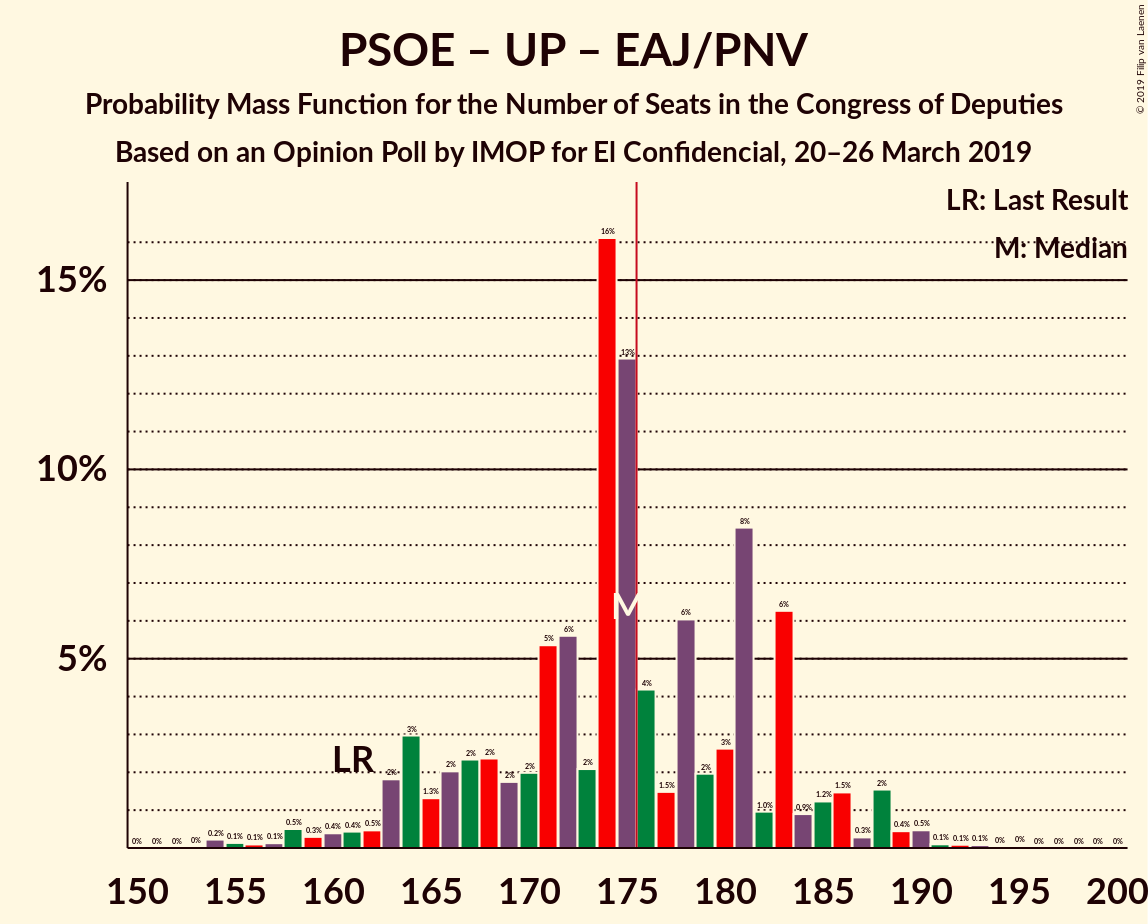 PSOE – UP – EAJ/PNV
Probability Mass Function for the Number of Seats in the Congress of Deputies
Based on an Opinion Poll by IMOP for El Confidencial, 20–26 March 2019
© 2019 Filip van Laenen
LR: Last Result
M: Median
15%
10%
5%
LR
M
0% 0% 0% 0% 0.2% 0.1% 0.1% 0.1% 0.5% 0.3% 0.4% 0.4% 0.5% 2% 3% 1.3% 2% 2% 2% 2% 2% 5% 6% 2% 16% 13% 4% 1.5% 6% 2% 3% 8% 1.0% 6% 0.9% 1.2% 1.5% 0.3% 2% 0.4% 0.5% 0.1% 0.1% 0.1% 0% 0% 0% 0% 0% 0% 0%
150 155 160 165 170 175 180 185 190 195 200